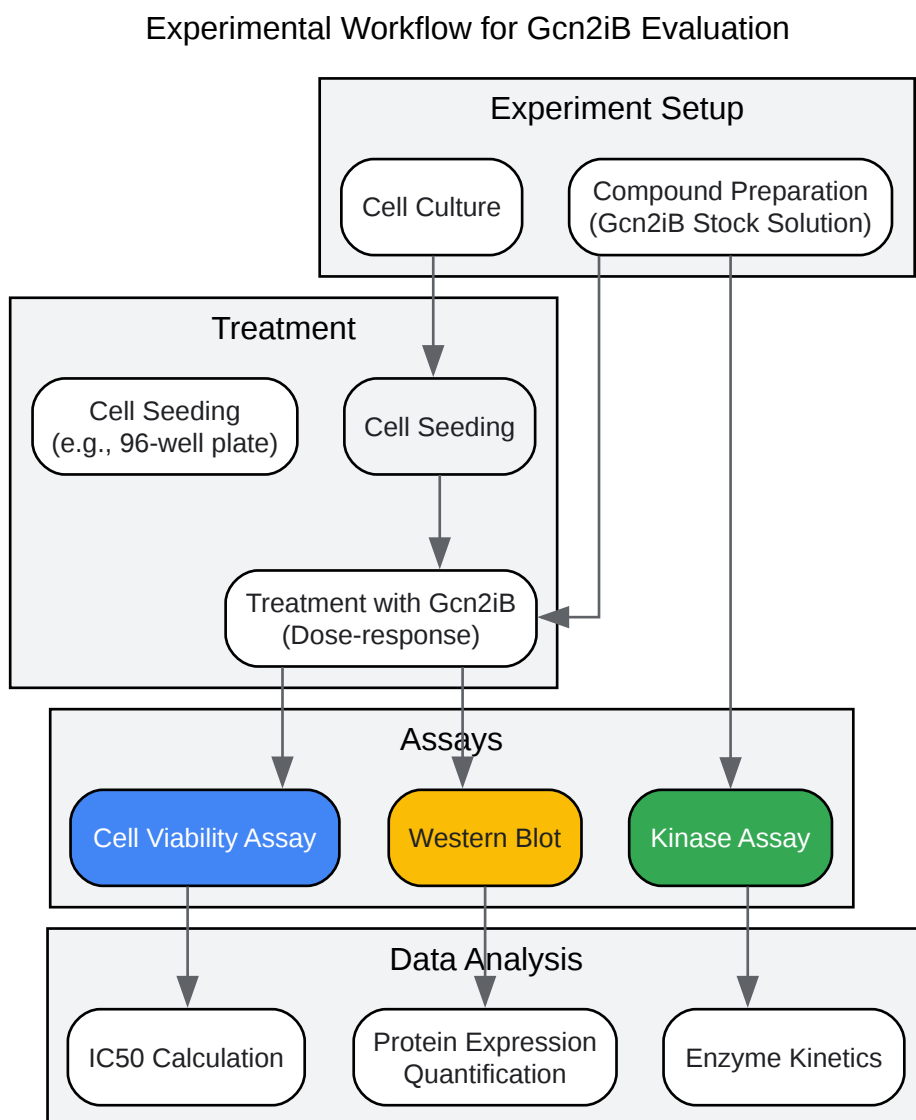 Experimental Workflow for Gcn2iB Evaluation
Experiment Setup
Cell Culture
Compound Preparation
(Gcn2iB Stock Solution)
Treatment
Cell Seeding
(e.g., 96-well plate)
Cell Seeding
Treatment with Gcn2iB
(Dose-response)
Assays
Cell Viability Assay
Western Blot
Kinase Assay
Data Analysis
IC50 Calculation
Protein Expression
Quantification
Enzyme Kinetics